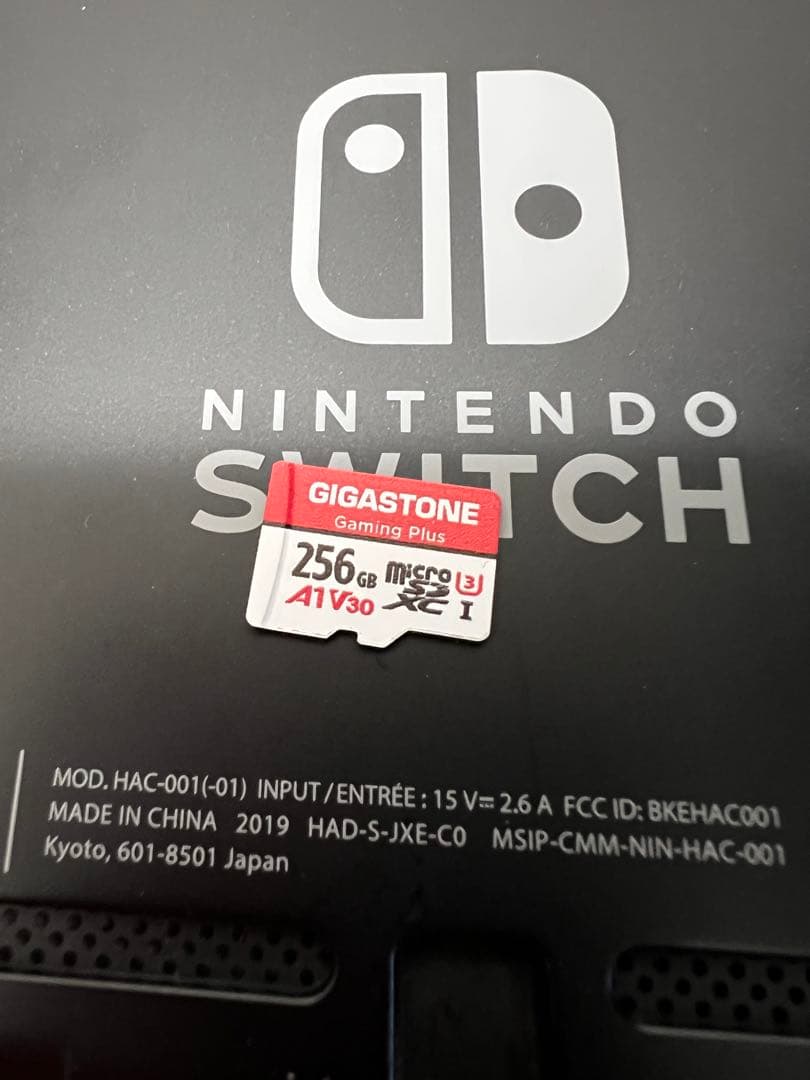 NINTENDO
SWITCH
GIGASTONE
Gaming Plus
256GB micro SD XC I U3
A1 V30
MOD. HAC-001(-01) INPUT/ENTRÉE : 15 V⎓ 2.6 A FCC ID: BKEHAC001
MADE IN CHINA 2019 HAD-S-JXE-C0 MSIP-CMM-NIN-HAC-001
Kyoto, 601-8501 Japan